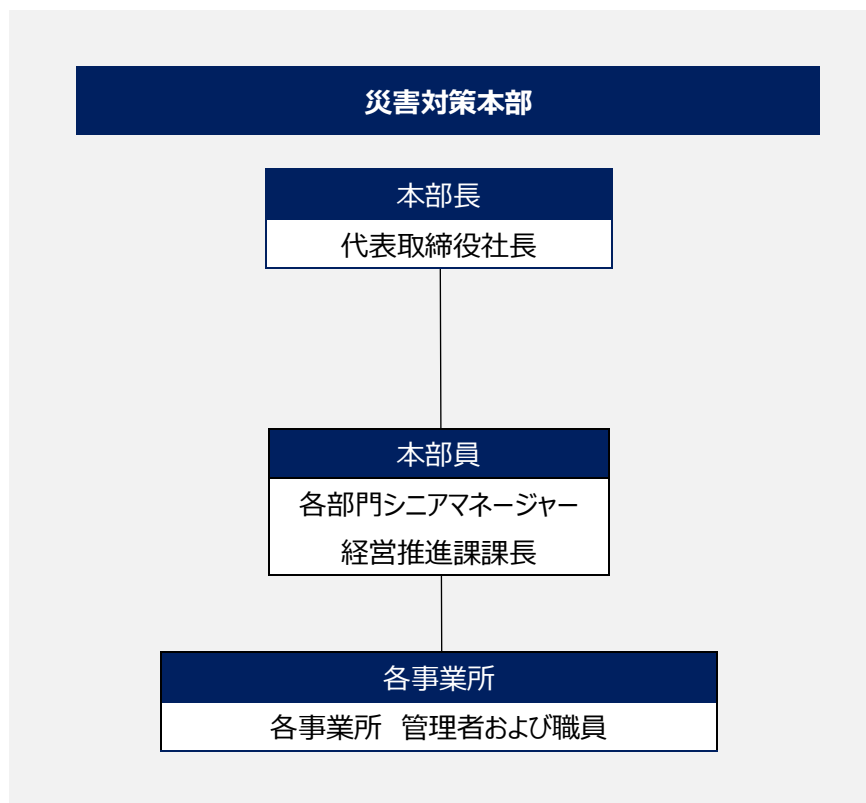 災害対策本部
本部長
代表取締役社長
本部員
各部門シニアマネージャー
経営推進課課長
各事業所
各事業所　管理者および職員